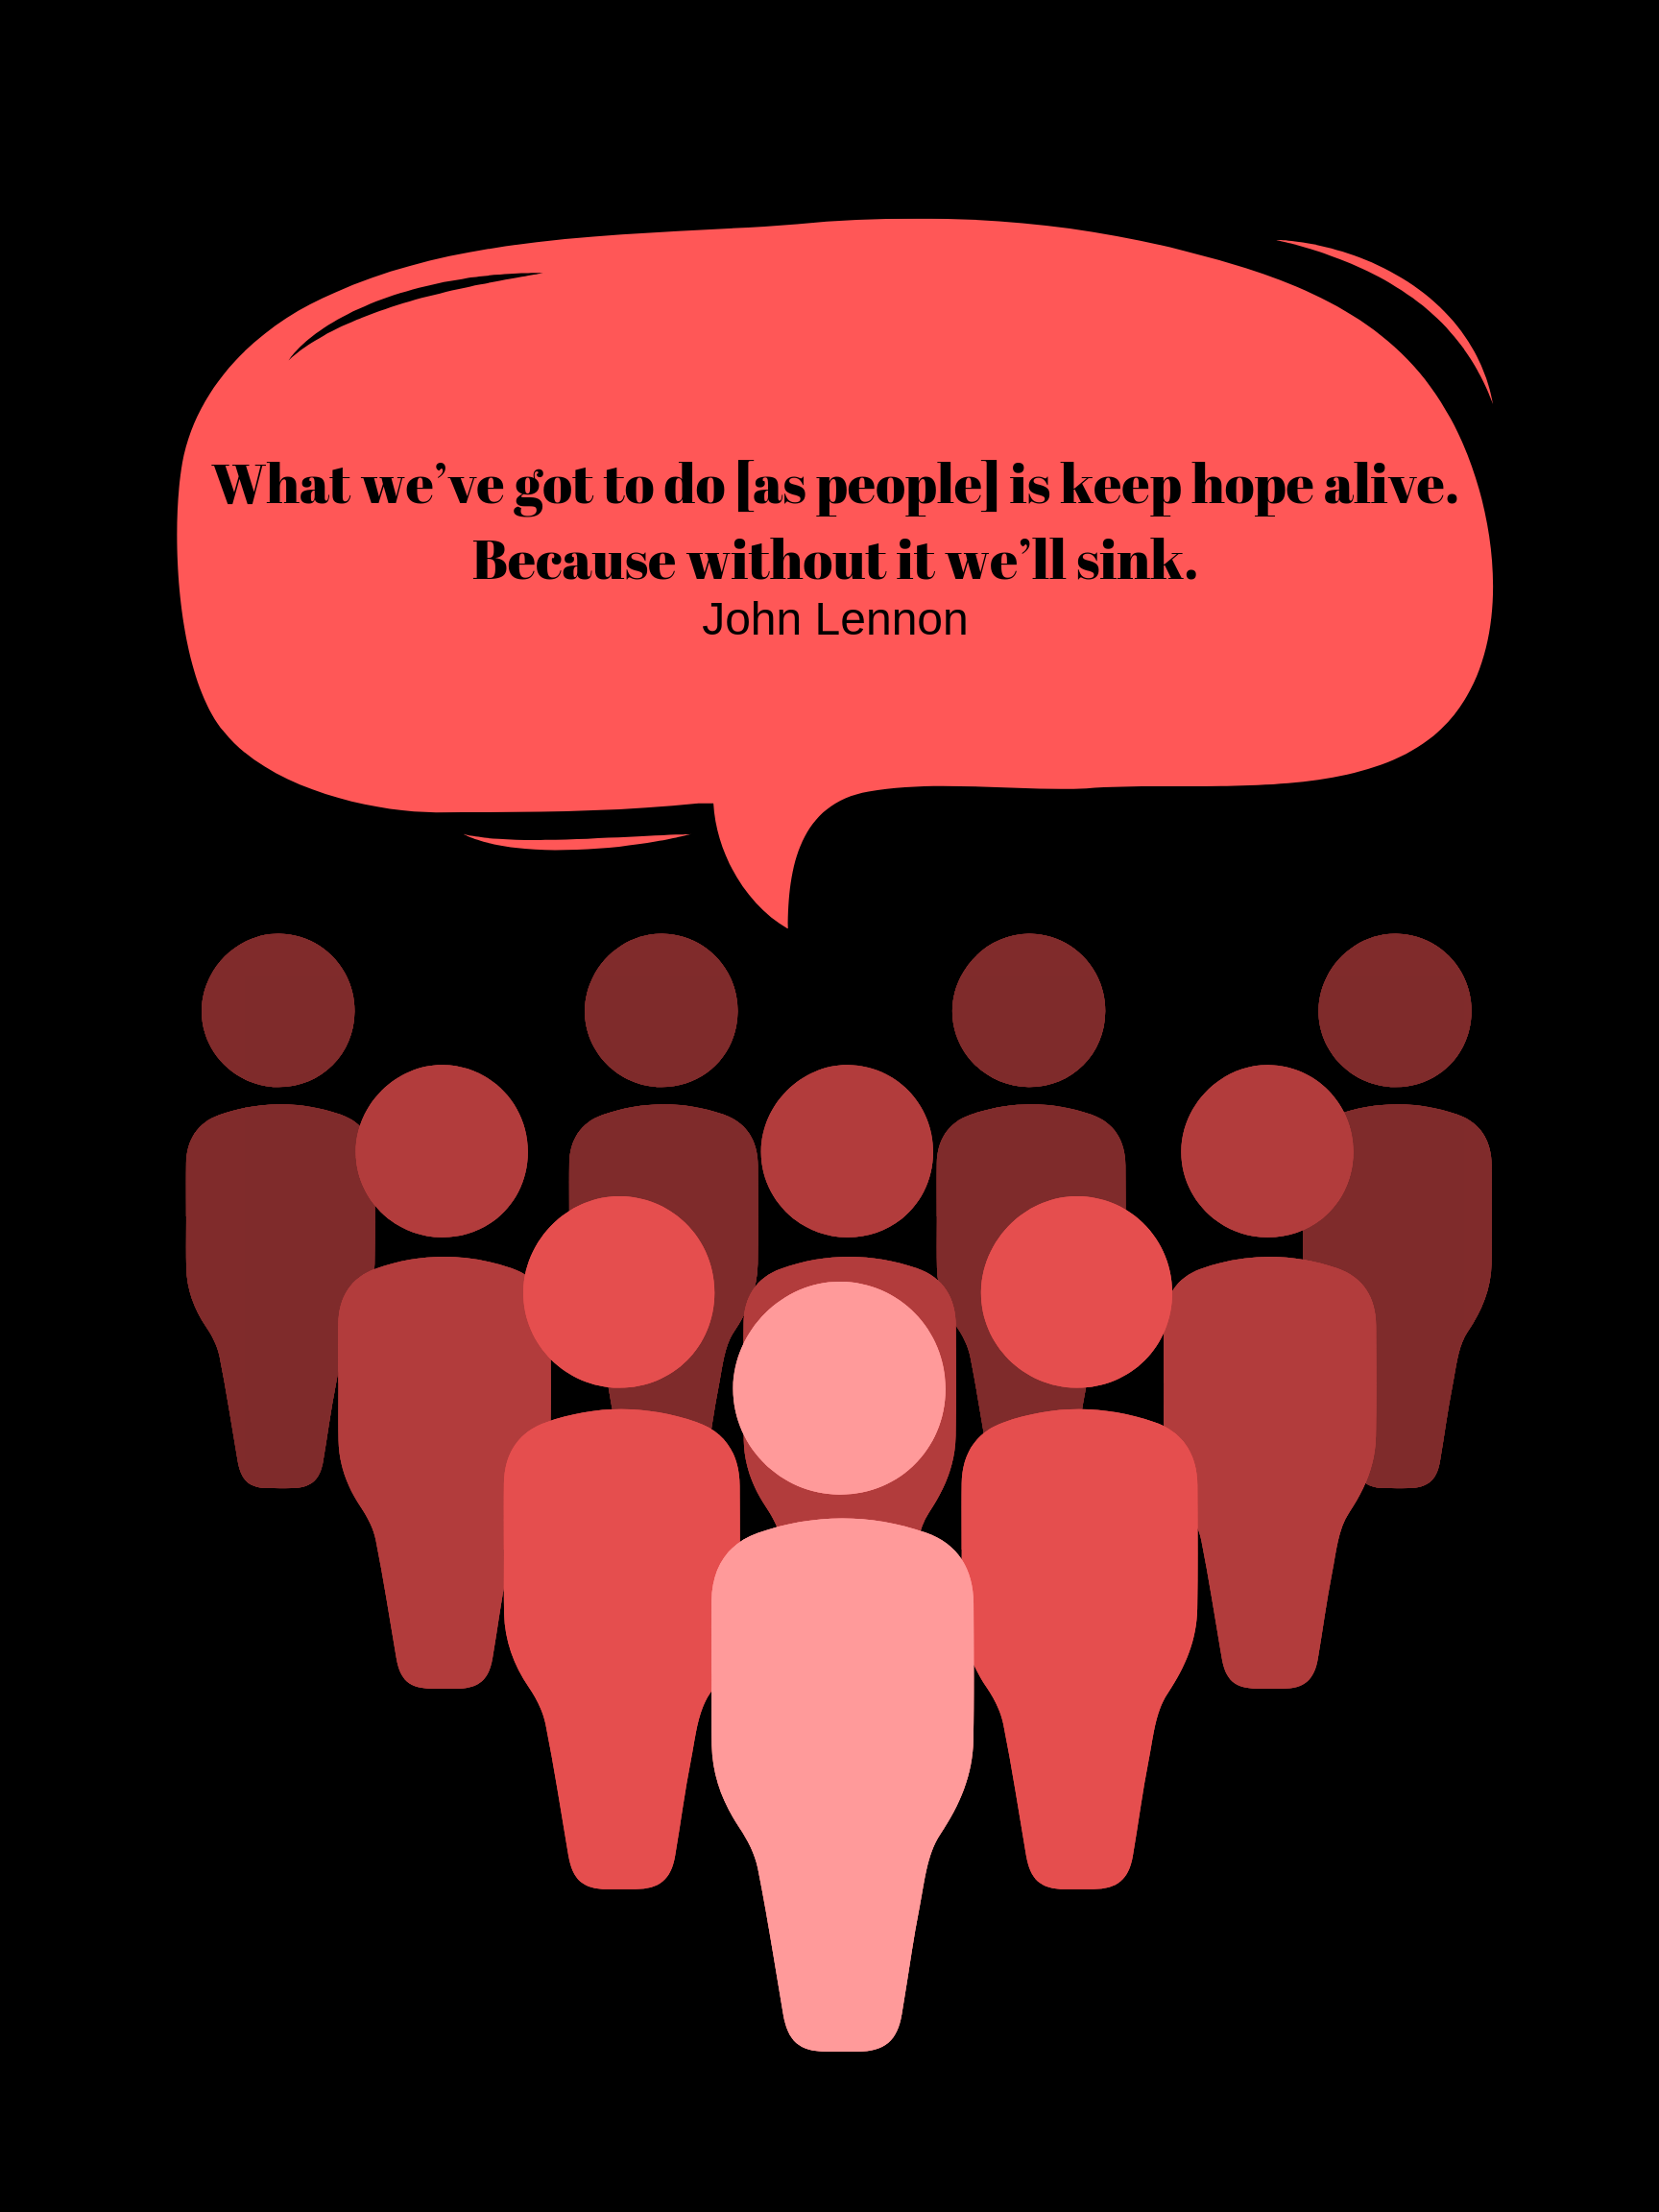 What we’ve got to do [as people] is keep hope alive.
Because without it we’ll sink.
John Lennon